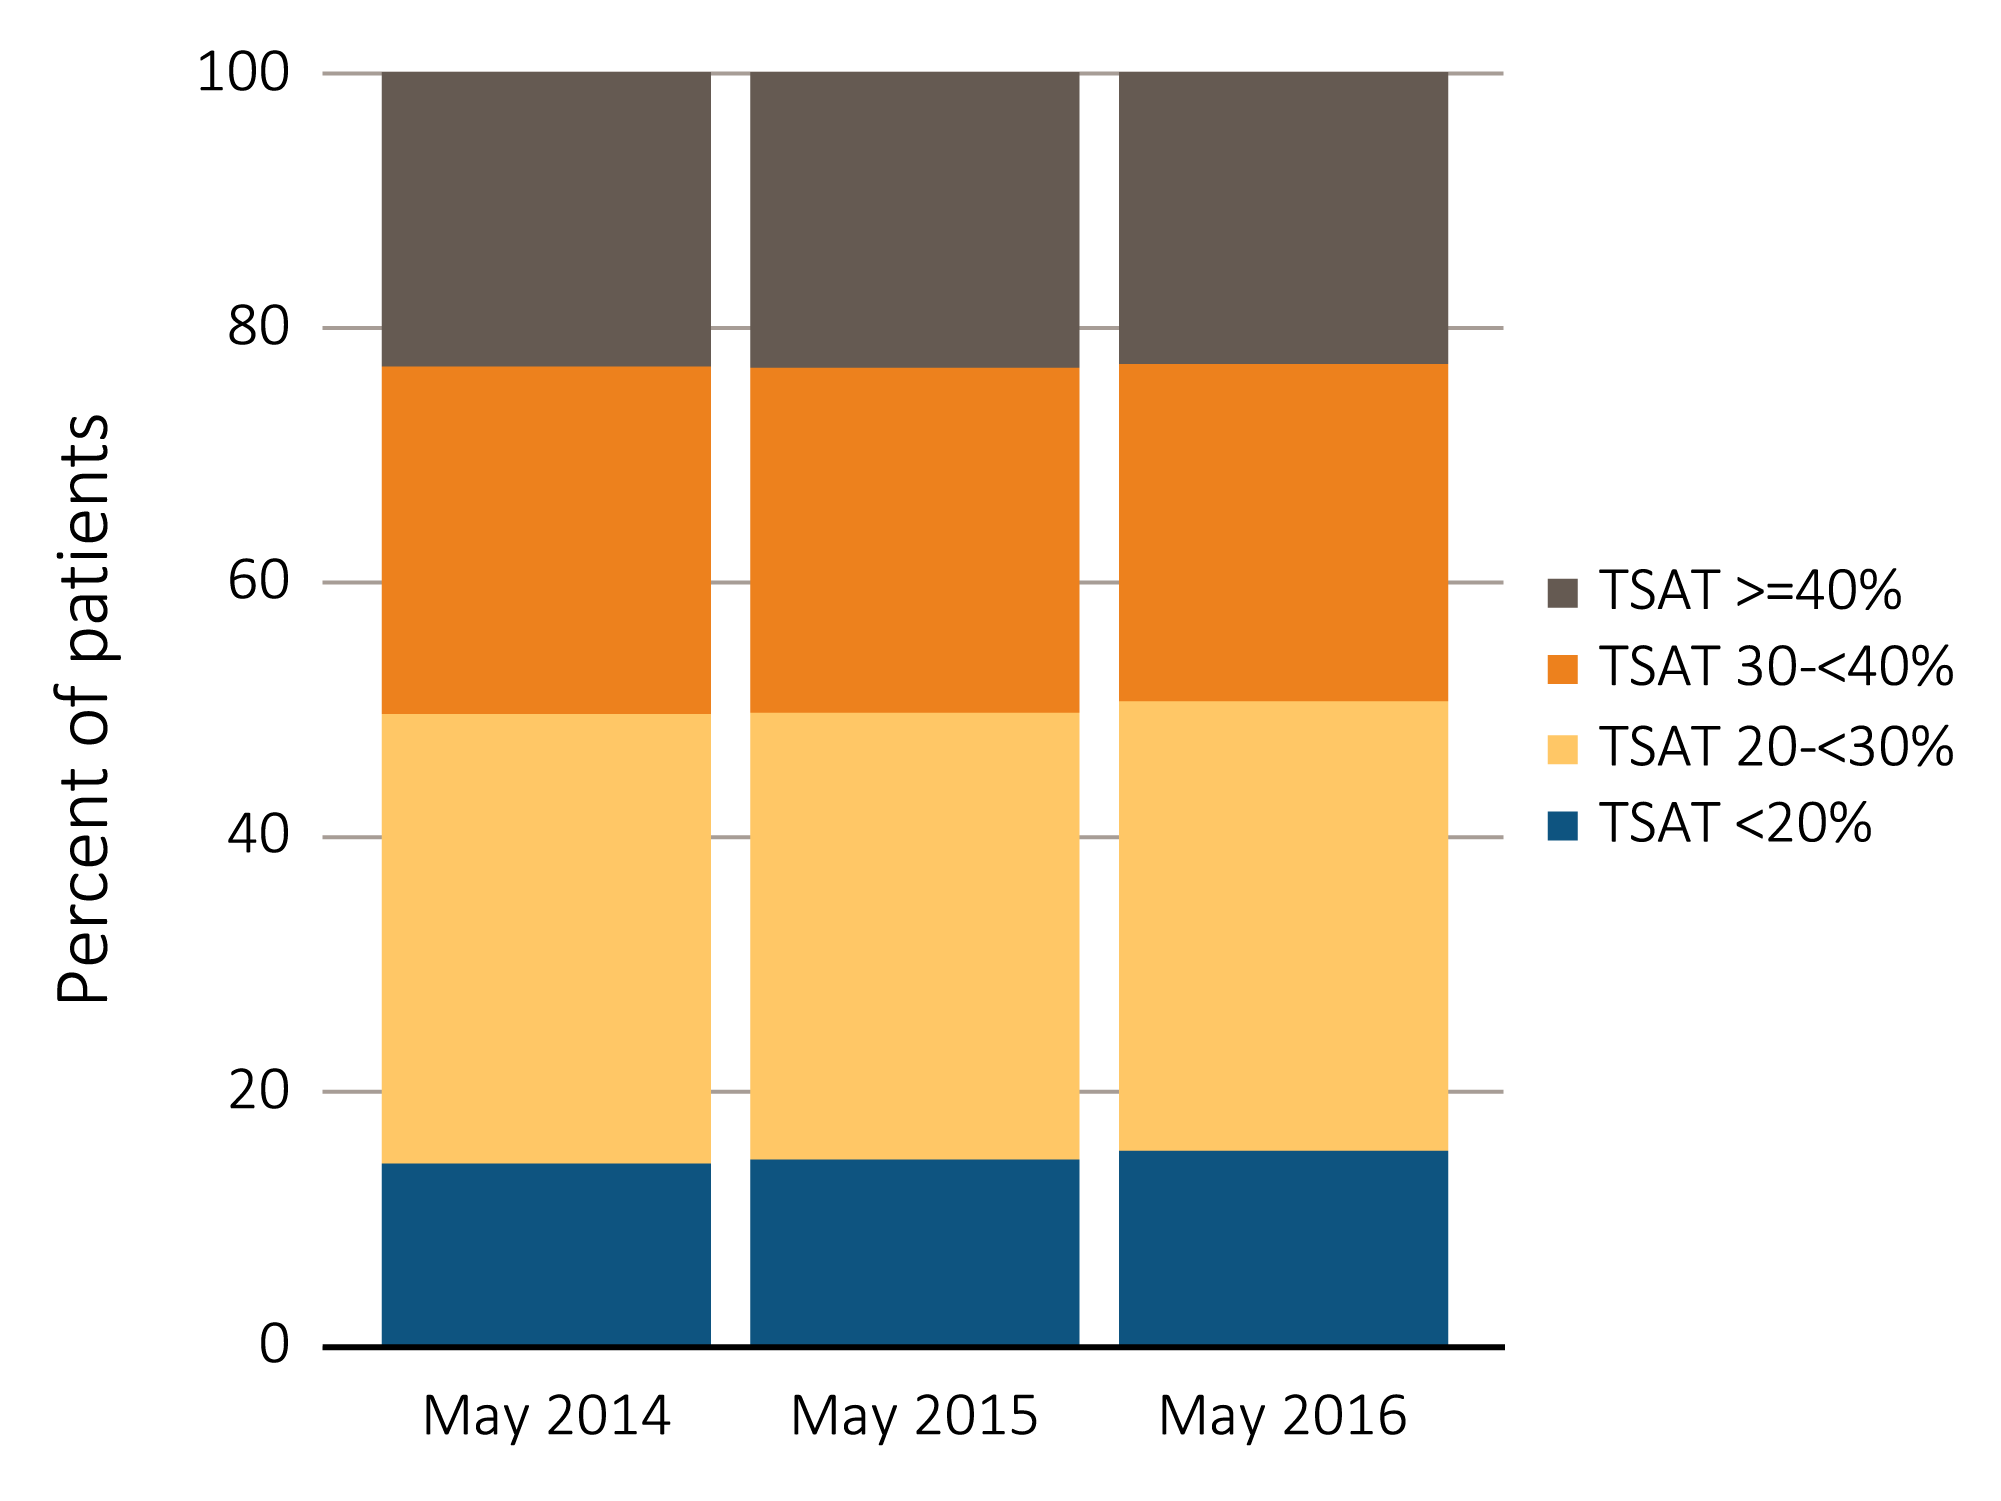 Percent of patients
100
80
60
40
20
0
May 2014
May 2015
May 2016
TSAT >=40%
TSAT 30-<40%
TSAT 20-<30%
TSAT <20%